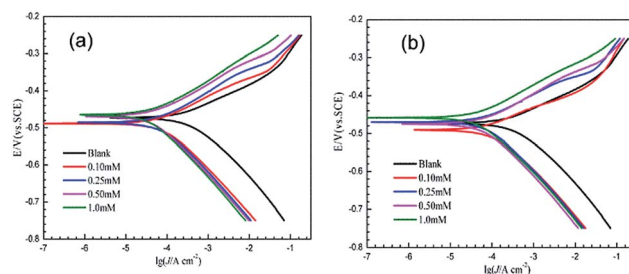 (a)
E/V (vs.SCE)
-0.2
-0.3
-0.4
-0.5
-0.6
-0.7
-0.8
Blank
0.10mM
0.25mM
0.50mM
1.0mM
-7 -6 -5 -4 -3 -2 -1 0
lg(J/A cm⁻²)
(b)
E/V (vs.SCE)
-0.2
-0.3
-0.4
-0.5
-0.6
-0.7
-0.8
Blank
0.10mM
0.25mM
0.50mM
1.0mM
-7 -6 -5 -4 -3 -2 -1
lg(J/A cm⁻²)